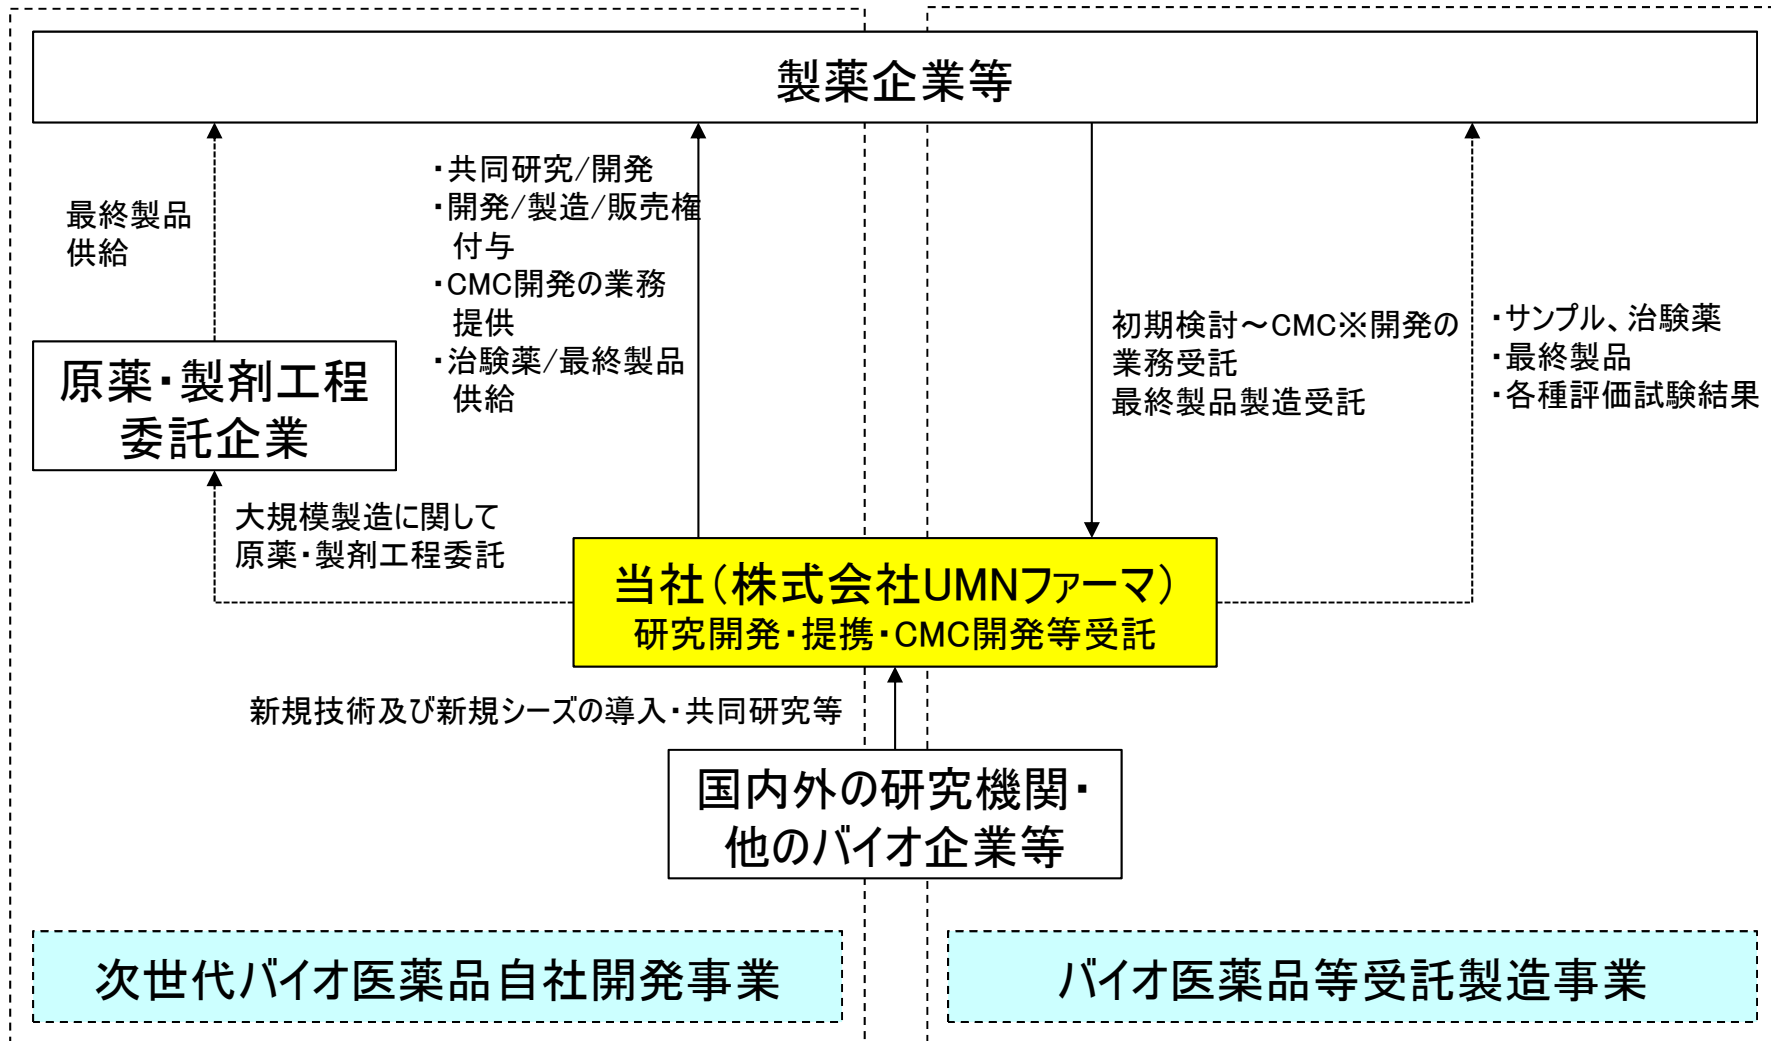 製薬企業等
最終製品
供給
・共同研究/開発
・開発/製造/販売権
付与
・CMC開発の業務
提供
・治験薬/最終製品
供給
初期検討～CMC※開発の
業務受託
最終製品製造受託
・サンプル、治験薬
・最終製品
・各種評価試験結果
原薬・製剤工程
委託企業
大規模製造に関して
原薬・製剤工程委託
当社(株式会社UMNファーマ)
研究開発・提携・CMC開発等受託
新規技術及び新規シーズの導入・共同研究等
国内外の研究機関・
他のバイオ企業等
次世代バイオ医薬品自社開発事業
バイオ医薬品等受託製造事業